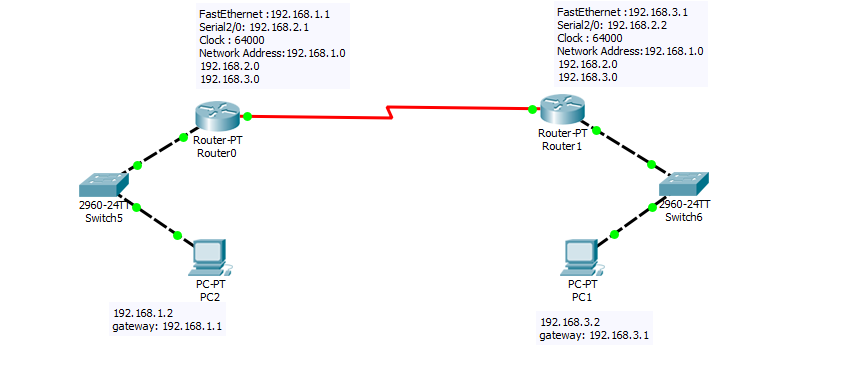 FastEthernet :192.168.1.1
Serial2/0: 192.168.2.1
Clock : 64000
Network Address:192.168.1.0
192.168.2.0
192.168.3.0
FastEthernet :192.168.3.1
Serial2/0: 192.168.2.2
Clock : 64000
Network Address:192.168.1.0
192.168.2.0
192.168.3.0
Router-PT
Router0
Router-PT
Router1
2960-24TT
Switch5
2960-24TT
Switch6
PC-PT
PC2
PC-PT
PC1
192.168.1.2
gateway: 192.168.1.1
192.168.3.2
gateway: 192.168.3.1